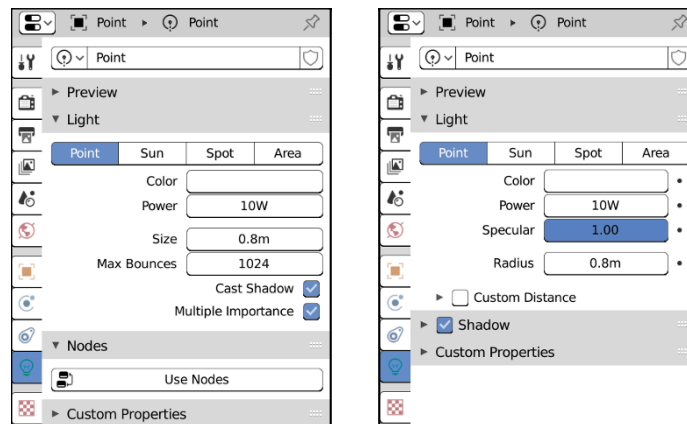 Point Point
Point
Preview
Light
Point Sun Spot Area
Color
Power 10W
Size 0.8m
Max Bounces 1024
Cast Shadow
Multiple Importance
Nodes
Use Nodes
Custom Properties
Point Point
Point
Preview
Light
Point Sun Spot Area
Color
Power 10W
Specular 1.00
Radius 0.8m
Custom Distance
Shadow
Custom Properties